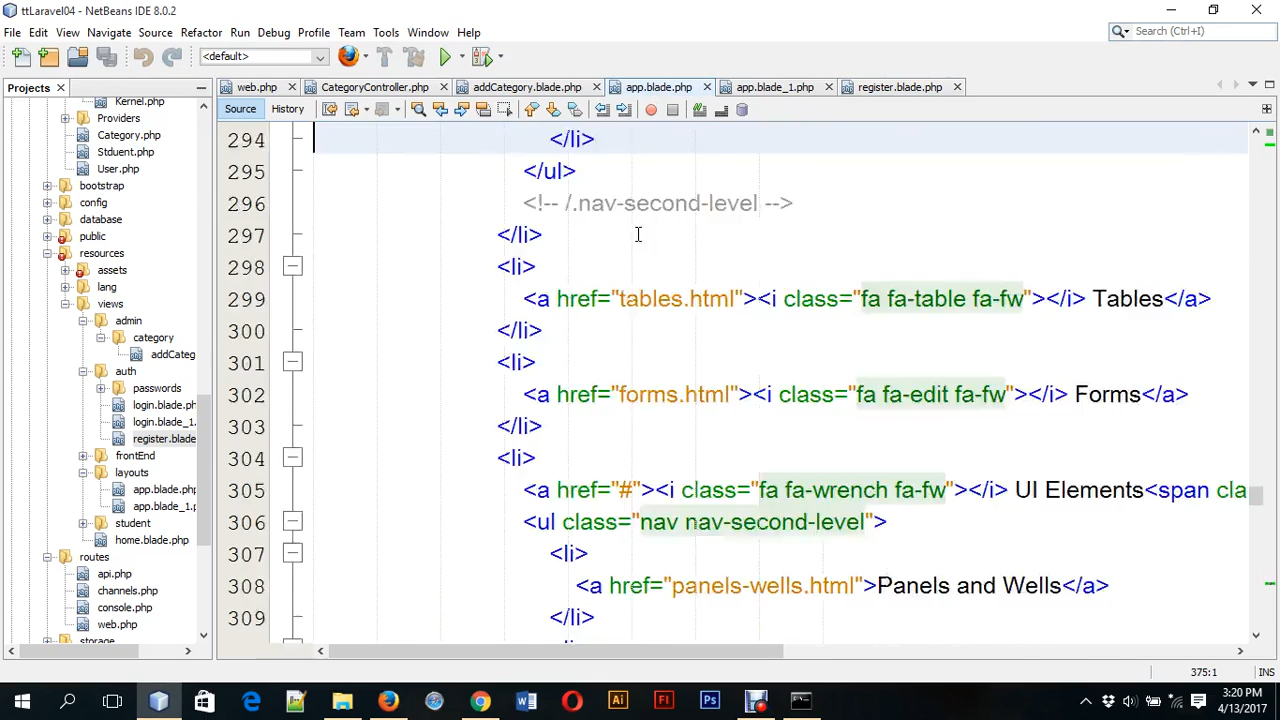 ttLaravel04 - NetBeans IDE 8.0.2
File Edit View Navigate Source Refactor Run Debug Profile Team Tools Window Help
Search (Ctrl+I)
<default>
Projects
web.php CategoryController.php addCategory.blade.php app.blade.php app.blade_1.php register.blade.php
Source History
Kernel.php
Providers
Category.php
Stduent.php
User.php
bootstrap
config
database
public
resources
assets
lang
views
admin
category
addCateg
auth
passwords
login.blade.ph
login.blade_1.
register.blade
frontEnd
layouts
app.blade.php
app.blade_1.p
student
home.blade.php
routes
api.php
channels.php
console.php
web.php
storage
294 </li>
295 </ul>
296 <!-- /.nav-second-level -->
297 </li>
298 <li>
299 <a href="tables.html"><i class="fa fa-table fa-fw"></i> Tables</a>
300 </li>
301 <li>
302 <a href="forms.html"><i class="fa fa-edit fa-fw"></i> Forms</a>
303 </li>
304 <li>
305 <a href="#"><i class="fa fa-wrench fa-fw"></i> UI Elements<span cla
306 <ul class="nav nav-second-level">
307 <li>
308 <a href="panels-wells.html">Panels and Wells</a>
309 </li>
375:1 INS
3:20 PM
4/13/2017